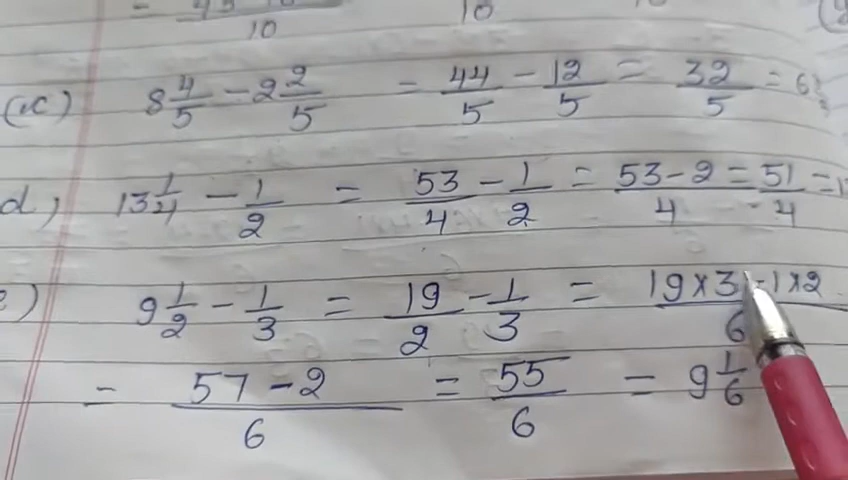 10 10
(c) 8 4/5 - 2 2/5 = 44/5 - 12/5 = 32/5 = 6
d) 13 1/4 - 1/2 = 53/4 - 1/2 = 53-2/4 = 51/4 =
e) 9 1/2 - 1/3 = 19/2 - 1/3 = 19×3-1×2/6
= 57-2/6 = 55/6 = 9 1/6